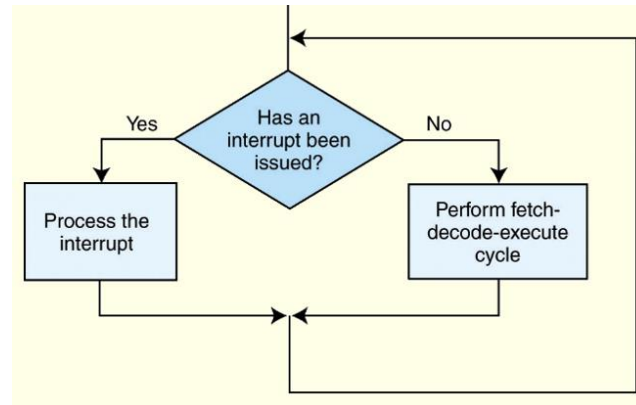 Has an
interrupt been
issued?
Yes
No
Process the
interrupt
Perform fetch-
decode-execute
cycle